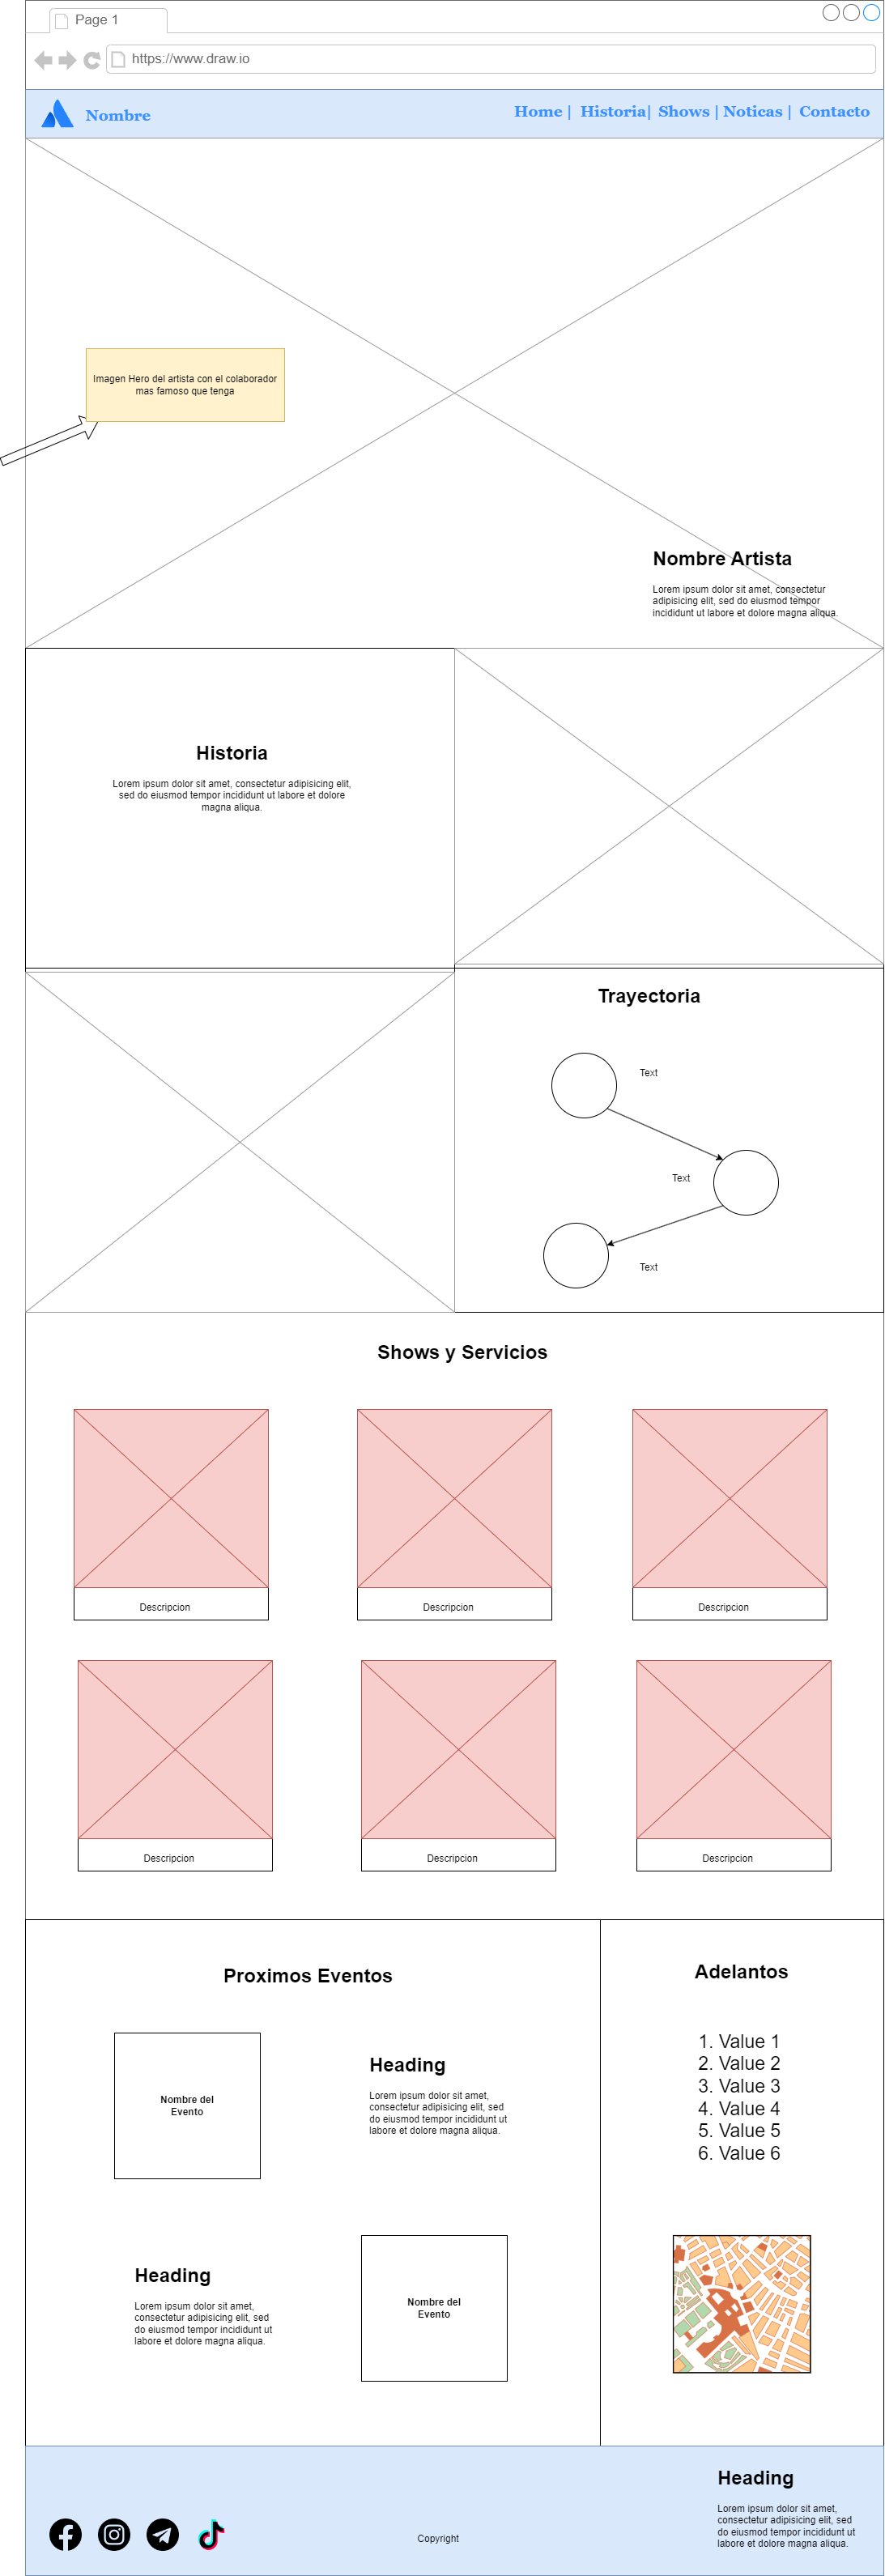 Page 1
https://www.draw.io
Nombre
Home | Historia| Shows | Noticas | Contacto
Imagen Hero del artista con el colaborador
mas famoso que tenga
Nombre Artista
Lorem ipsum dolor sit amet, consectetur
adipisicing elit, sed do eiusmod tempor
incididunt ut labore et dolore magna aliqua.
Historia
Lorem ipsum dolor sit amet, consectetur adipisicing elit,
sed do eiusmod tempor incididunt ut labore et dolore
magna aliqua.
Trayectoria
Text
Text
Text
Shows y Servicios
Descripcion
Descripcion
Descripcion
Descripcion
Descripcion
Descripcion
Proximos Eventos
Nombre del
Evento
Heading
Lorem ipsum dolor sit amet,
consectetur adipisicing elit, sed
do eiusmod tempor incididunt ut
labore et dolore magna aliqua.
Heading
Lorem ipsum dolor sit amet,
consectetur adipisicing elit, sed
do eiusmod tempor incididunt ut
labore et dolore magna aliqua.
Nombre del
Evento
Adelantos
1. Value 1
2. Value 2
3. Value 3
4. Value 4
5. Value 5
6. Value 6
Copyright
Heading
Lorem ipsum dolor sit amet,
consectetur adipisicing elit, sed
do eiusmod tempor incididunt ut
labore et dolore magna aliqua.